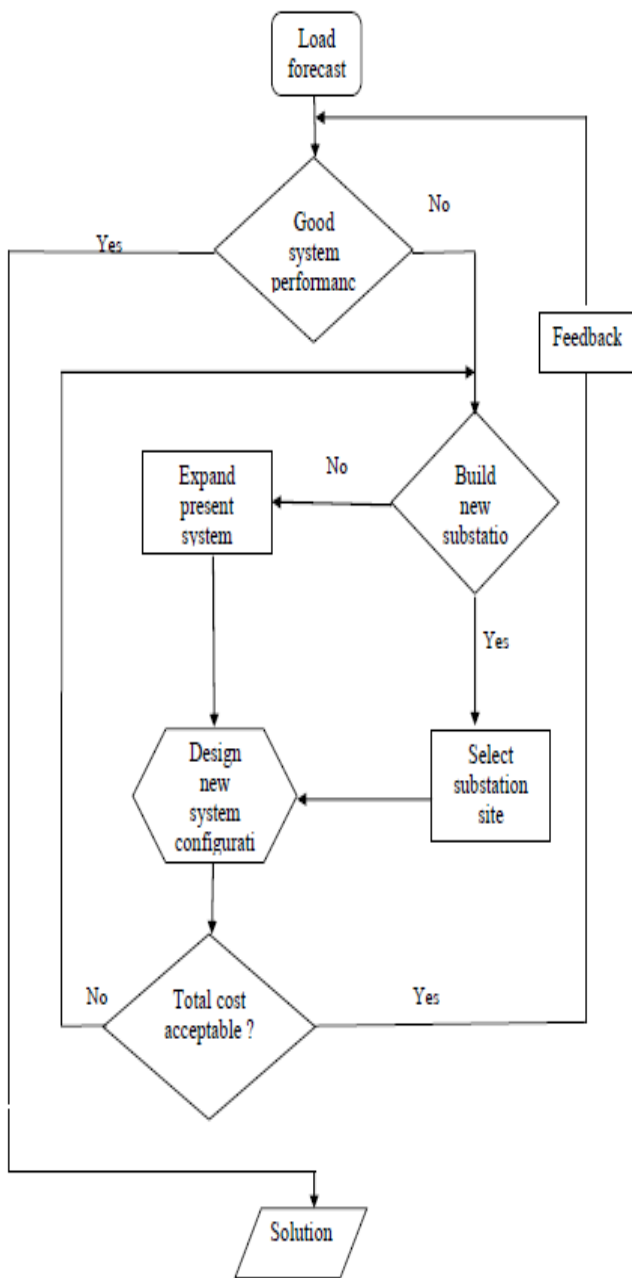 Load
forecast
No
Yes
Good
system
performanc
Feedback
No
Expand
present
system
Build
new
substatio
Yes
Design
new
system
configurati
Select
substation
site
No
Total cost
acceptable ?
Yes
Solution